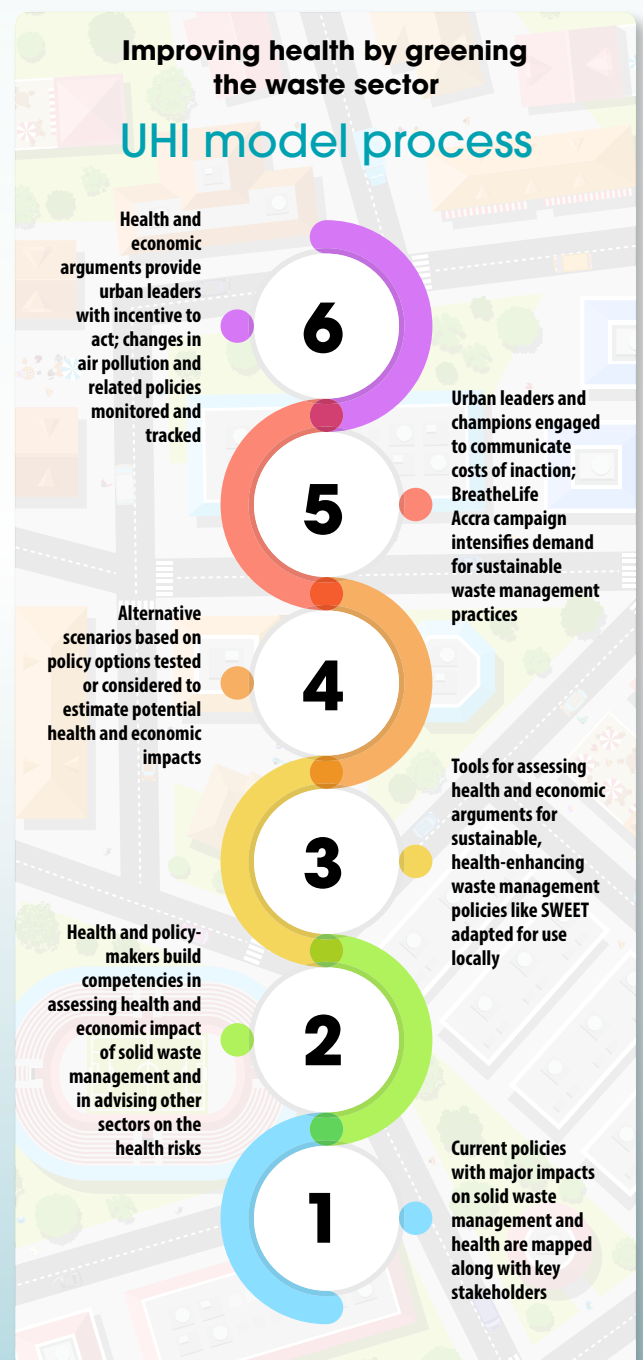 Improving health by greening
the waste sector
UHI model process
Health and
economic
arguments provide
urban leaders
with incentive to
act; changes in
air pollution and
related policies
monitored and
tracked
6
Urban leaders and
champions engaged
to communicate
costs of inaction;
BreatheLife
Accra campaign
intensifies demand
for sustainable
waste management
practices
5
Alternative
scenarios based on
policy options tested
or considered to
estimate potential
health and economic
impacts
4
Tools for assessing
health and economic
arguments for
sustainable,
health-enhancing
waste management
policies like SWEET
adapted for use
locally
3
Health and policy-
makers build
competencies in
assessing health and
economic impact
of solid waste
management and
in advising other
sectors on the
health risks
2
Current policies
with major impacts
on solid waste
management and
health are mapped
along with key
stakeholders
1